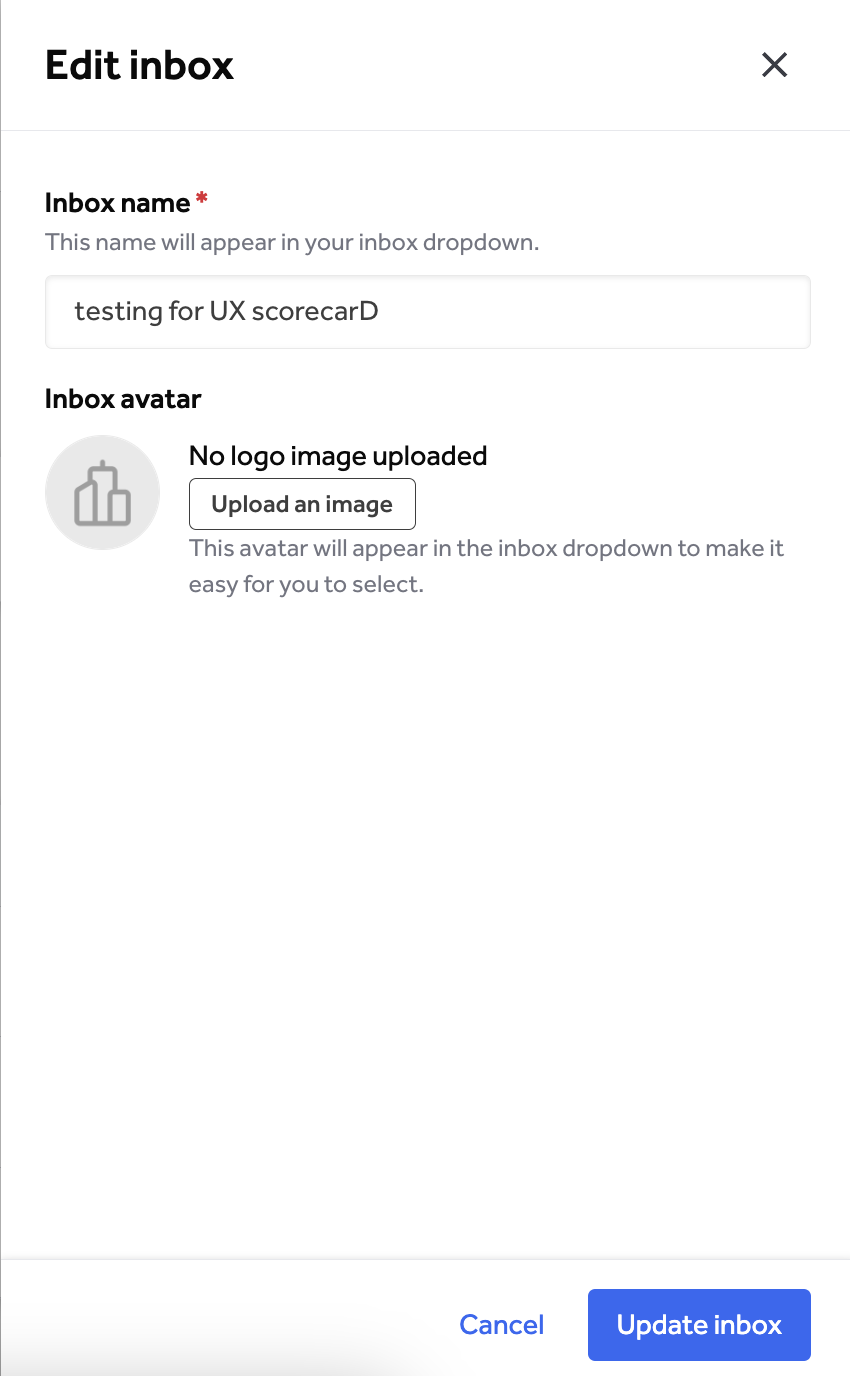 Edit inbox
Inbox name *
This name will appear in your inbox dropdown.
testing for UX scorecarD
Inbox avatar
No logo image uploaded
Upload an image
This avatar will appear in the inbox dropdown to make it
easy for you to select.
Cancel
Update inbox